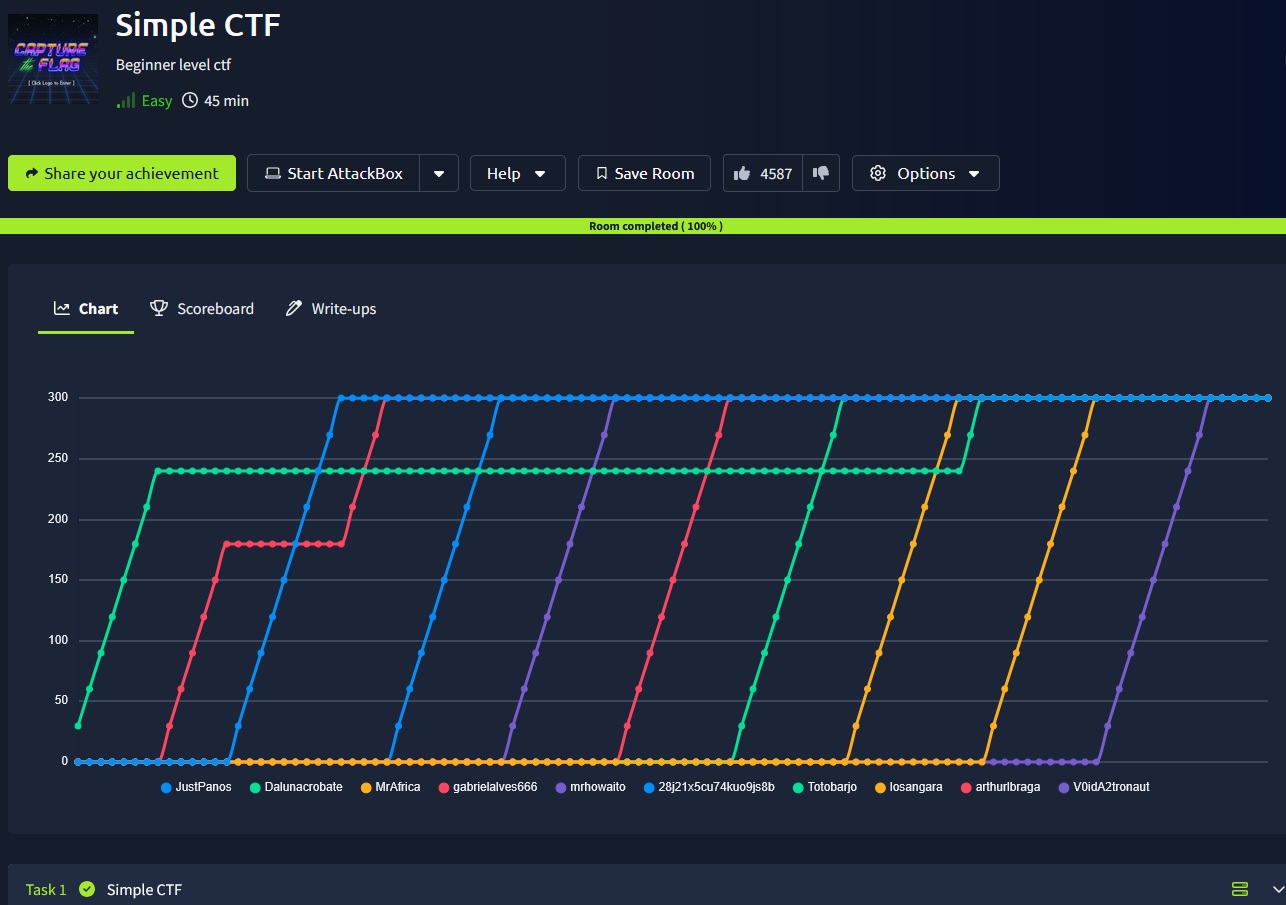 Simple CTF
CAPTURE
the FLAG
[ Click Logo to Enter ]
Beginner level ctf
Easy 45 min
Share your achievement Start AttackBox Help Save Room 4587 Options
Room completed ( 100% )
Chart Scoreboard Write-ups
300
250
200
150
100
50
0
JustPanos Dalunacrobate MrAfrica gabrielalves666 mrhowaito 28j21x5cu74kuo9js8b Totobarjo losangara arthurlbraga V0idA2tronaut
Task 1 Simple CTF